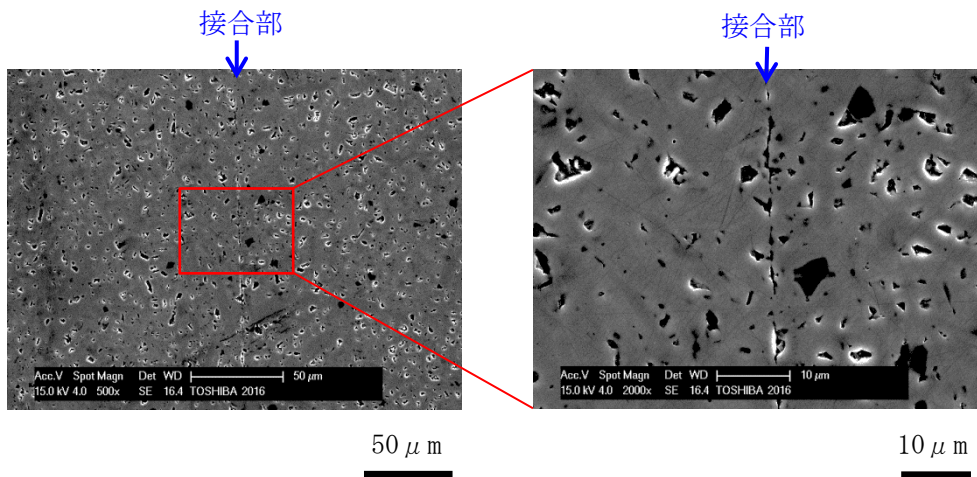 接合部
接合部
Acc.V Spot Magn Det WD 50 μm
15.0 kV 4.0 500x SE 16.4 TOSHIBA 2016
Acc.V Spot Magn Det WD 10 μm
15.0 kV 4.0 2000x SE 16.4 TOSHIBA 2016
50μm
10μm